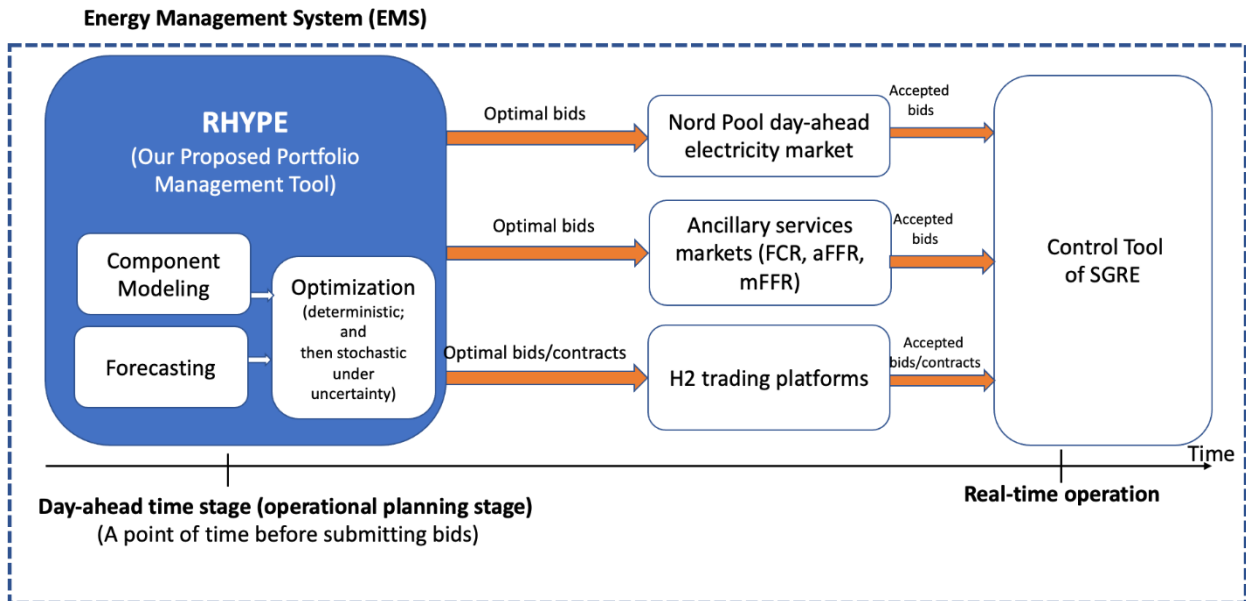 Energy Management System (EMS)
RHYPE
(Our Proposed Portfolio
Management Tool)
Component
Modeling
Forecasting
Optimization
(deterministic;
and
then stochastic
under
uncertainty)
Optimal bids
Nord Pool day-ahead
electricity market
Accepted
bids
Optimal bids
Ancillary services
markets (FCR, aFFR,
mFFR)
Accepted
bids
Optimal bids/contracts
H2 trading platforms
Accepted
bids/contracts
Control Tool
of SGRE
Time
Day-ahead time stage (operational planning stage)
(A point of time before submitting bids)
Real-time operation